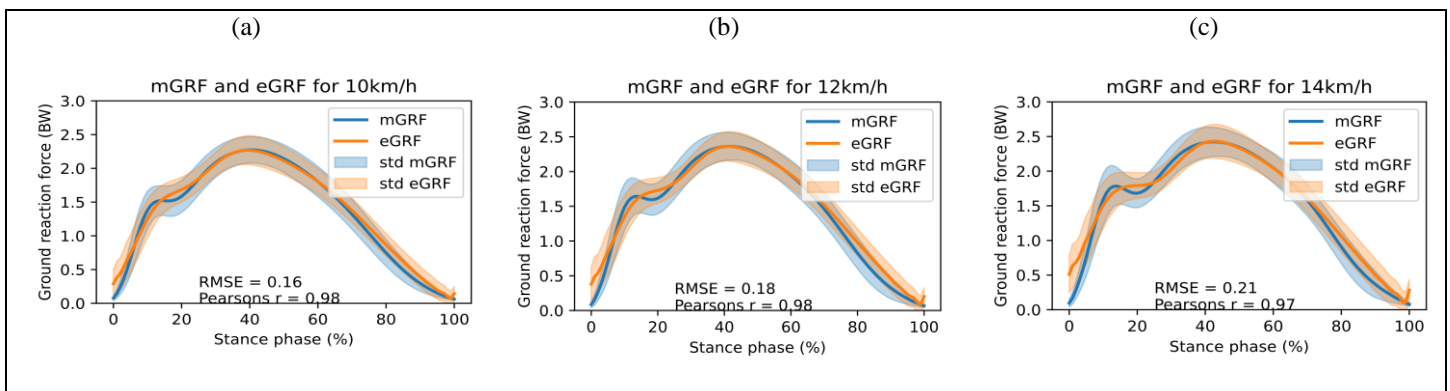 (a)
(b)
(c)
mGRF and eGRF for 10km/h
Ground reaction force (BW)
3.0
2.5
2.0
1.5
1.0
0.5
0.0
mGRF
eGRF
std mGRF
std eGRF
RMSE = 0.16
Pearsons r = 0.98
0 20 40 60 80 100
Stance phase (%)
mGRF and eGRF for 12km/h
Ground reaction force (BW)
3.0
2.5
2.0
1.5
1.0
0.5
0.0
mGRF
eGRF
std mGRF
std eGRF
RMSE = 0.18
Pearsons r = 0.98
0 20 40 60 80 100
Stance phase (%)
mGRF and eGRF for 14km/h
Ground reaction force (BW)
3.0
2.5
2.0
1.5
1.0
0.5
0.0
mGRF
eGRF
std mGRF
std eGRF
RMSE = 0.21
Pearsons r = 0.97
0 20 40 60 80 100
Stance phase (%)